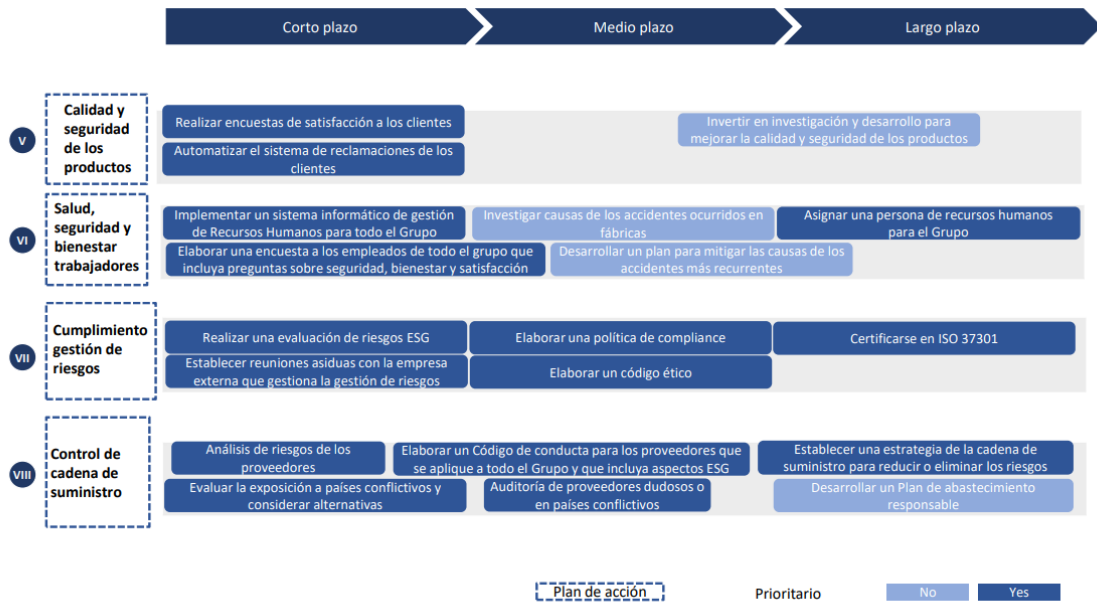 Corto plazo
Medio plazo
Largo plazo
V
Calidad y
seguridad
de los
productos
Realizar encuestas de satisfacción a los clientes
Automatizar el sistema de reclamaciones de los
clientes
Invertir en investigación y desarrollo para
mejorar la calidad y seguridad de los productos
VI
Salud,
seguridad y
bienestar
trabajadores
Implementar un sistema informático de gestión
de Recursos Humanos para todo el Grupo
Investigar causas de los accidentes ocurridos en
fábricas
Asignar una persona de recursos humanos
para el Grupo
Elaborar una encuesta a los empleados de todo el grupo que
incluya preguntas sobre seguridad, bienestar y satisfacción
Desarrollar un plan para mitigar las causas de los
accidentes más recurrentes
VII
Cumplimiento
gestión de
riesgos
Realizar una evaluación de riesgos ESG
Elaborar una política de compliance
Certificarse en ISO 37301
Establecer reuniones asiduas con la empresa
externa que gestiona la gestión de riesgos
Elaborar un código ético
VIII
Control de
cadena de
suministro
Análisis de riesgos de los
proveedores
Elaborar un Código de conducta para los proveedores que
se aplique a todo el Grupo y que incluya aspectos ESG
Establecer una estrategia de la cadena de
suministro para reducir o eliminar los riesgos
Evaluar la exposición a países conflictivos y
considerar alternativas
Auditoría de proveedores dudosos o
en países conflictivos
Desarrollar un Plan de abastecimiento
responsable
Plan de acción
Prioritario
No
Yes